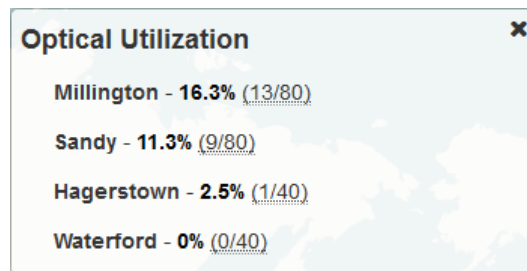 Optical Utilization
Millington - 16.3% (13/80)
Sandy - 11.3% (9/80)
Hagerstown - 2.5% (1/40)
Waterford - 0% (0/40)